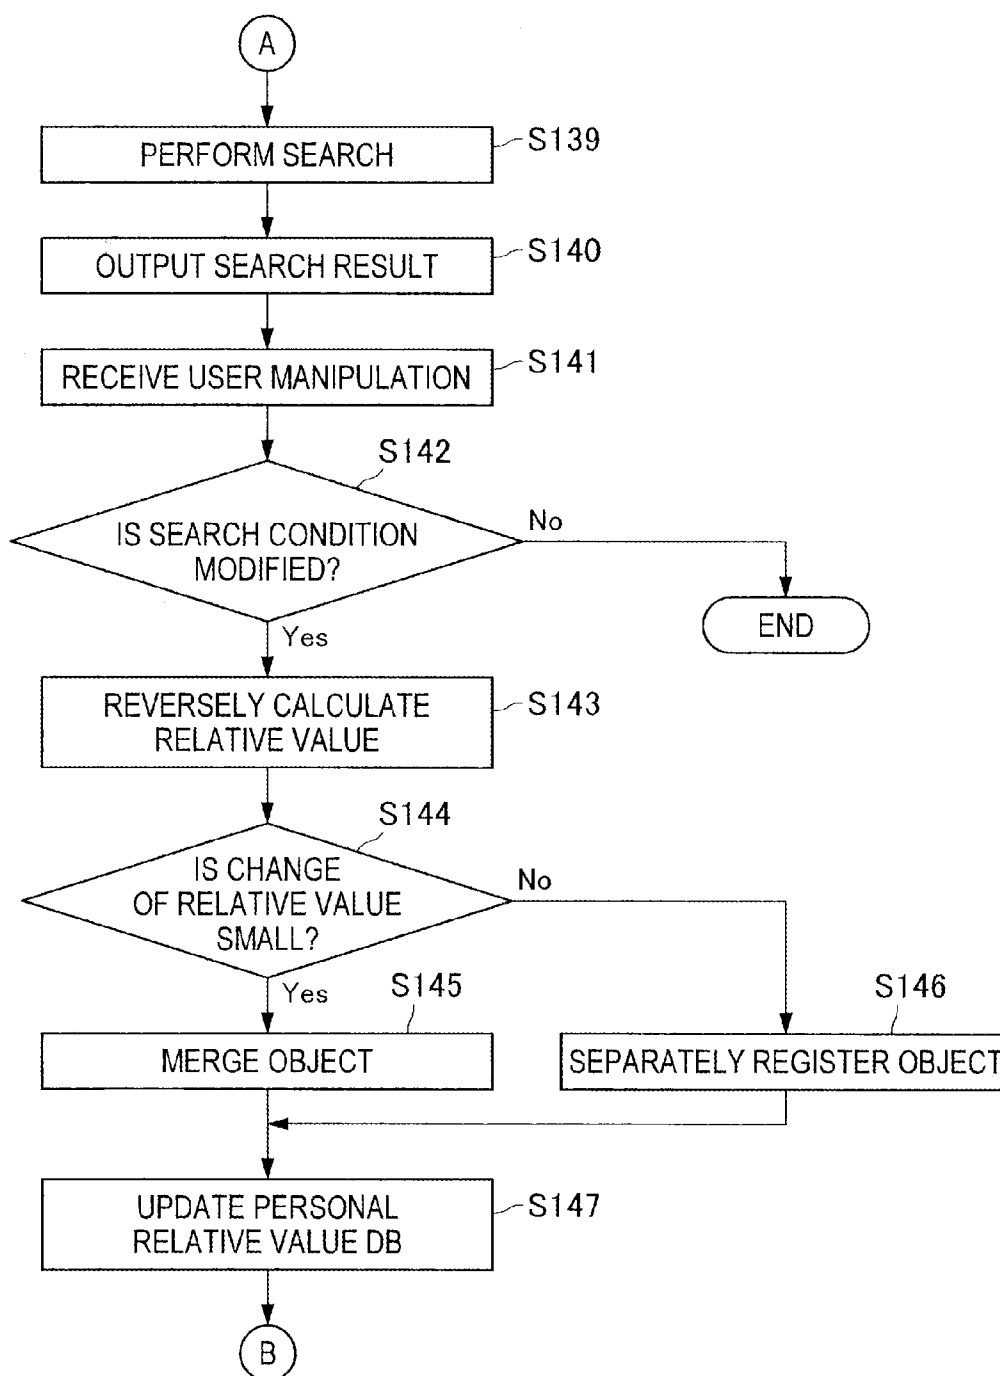 A
PERFORM SEARCH
S139
OUTPUT SEARCH RESULT
S140
RECEIVE USER MANIPULATION
S141
S142
IS SEARCH CONDITION
MODIFIED?
No
END
Yes
REVERSELY CALCULATE
RELATIVE VALUE
S143
S144
IS CHANGE
OF RELATIVE VALUE
SMALL?
No
Yes
S145
MERGE OBJECT
S146
SEPARATELY REGISTER OBJECT
UPDATE PERSONAL
RELATIVE VALUE DB
S147
B